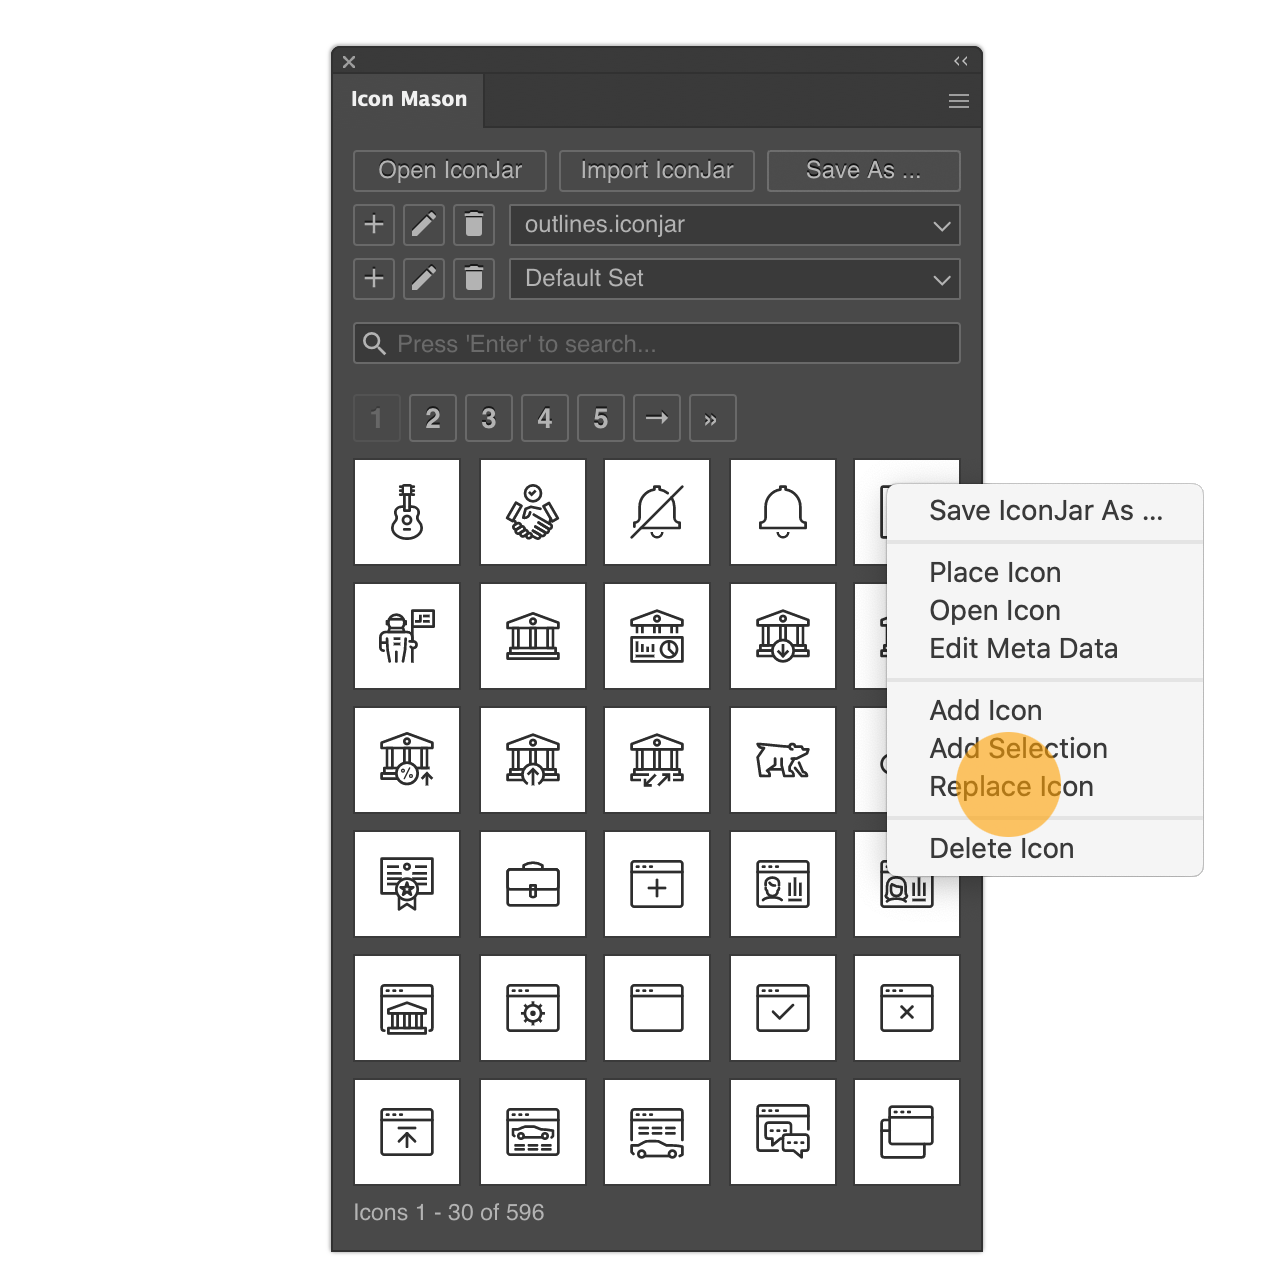 Icon Mason
Open IconJar
Import IconJar
Save As ...
outlines.iconjar
Default Set
Press 'Enter' to search...
1 2 3 4 5 → »
Save IconJar As ...
Place Icon
Open Icon
Edit Meta Data
Add Icon
Add Selection
Replace Icon
Delete Icon
Icons 1 - 30 of 596